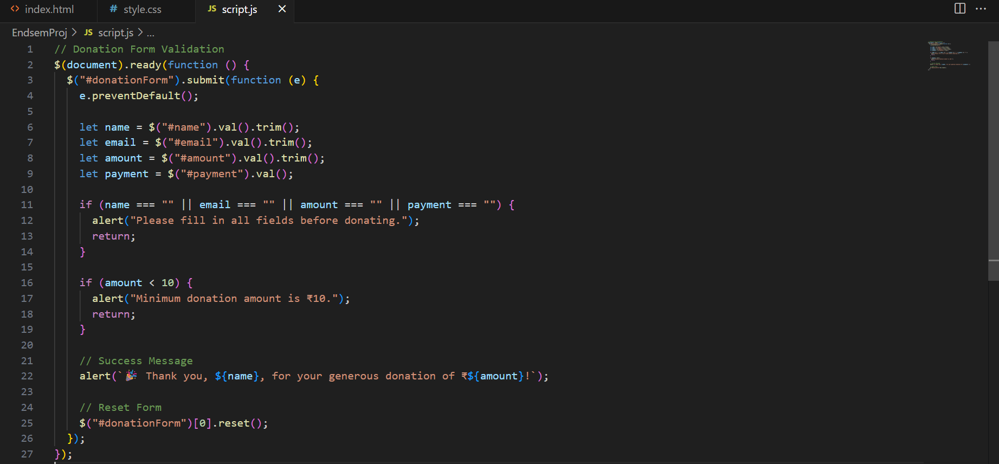 index.html
style.css
JS script.js
EndsemProj > JS script.js > ...
1 // Donation Form Validation
2 $(document).ready(function () {
3   $("#donationForm").submit(function (e) {
4     e.preventDefault();
5
6     let name = $("#name").val().trim();
7     let email = $("#email").val().trim();
8     let amount = $("#amount").val().trim();
9     let payment = $("#payment").val();
10
11     if (name === "" || email === "" || amount === "" || payment === "") {
12       alert("Please fill in all fields before donating.");
13       return;
14     }
15
16     if (amount < 10) {
17       alert("Minimum donation amount is ₹10.");
18       return;
19     }
20
21     // Success Message
22     alert(`🎉 Thank you, ${name}, for your generous donation of ₹${amount}!`);
23
24     // Reset Form
25     $("#donationForm")[0].reset();
26   });
27 });